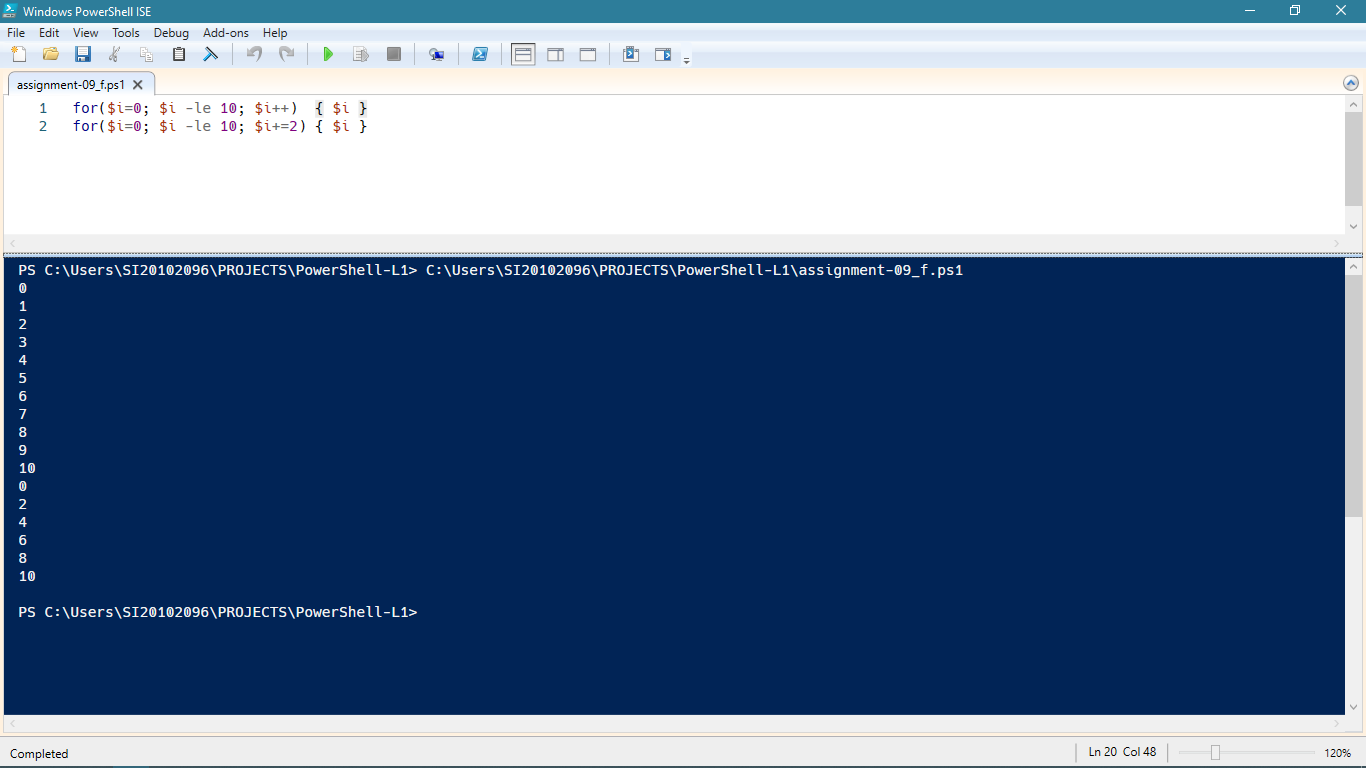 Windows PowerShell ISE
File Edit View Tools Debug Add-ons Help
assignment-09_f.ps1
1 for($i=0; $i -le 10; $i++)  { $i }
2 for($i=0; $i -le 10; $i+=2) { $i }
PS C:\Users\SI20102096\PROJECTS\PowerShell-L1> C:\Users\SI20102096\PROJECTS\PowerShell-L1\assignment-09_f.ps1
0
1
2
3
4
5
6
7
8
9
10
0
2
4
6
8
10
PS C:\Users\SI20102096\PROJECTS\PowerShell-L1>
Completed Ln 20 Col 48 120%